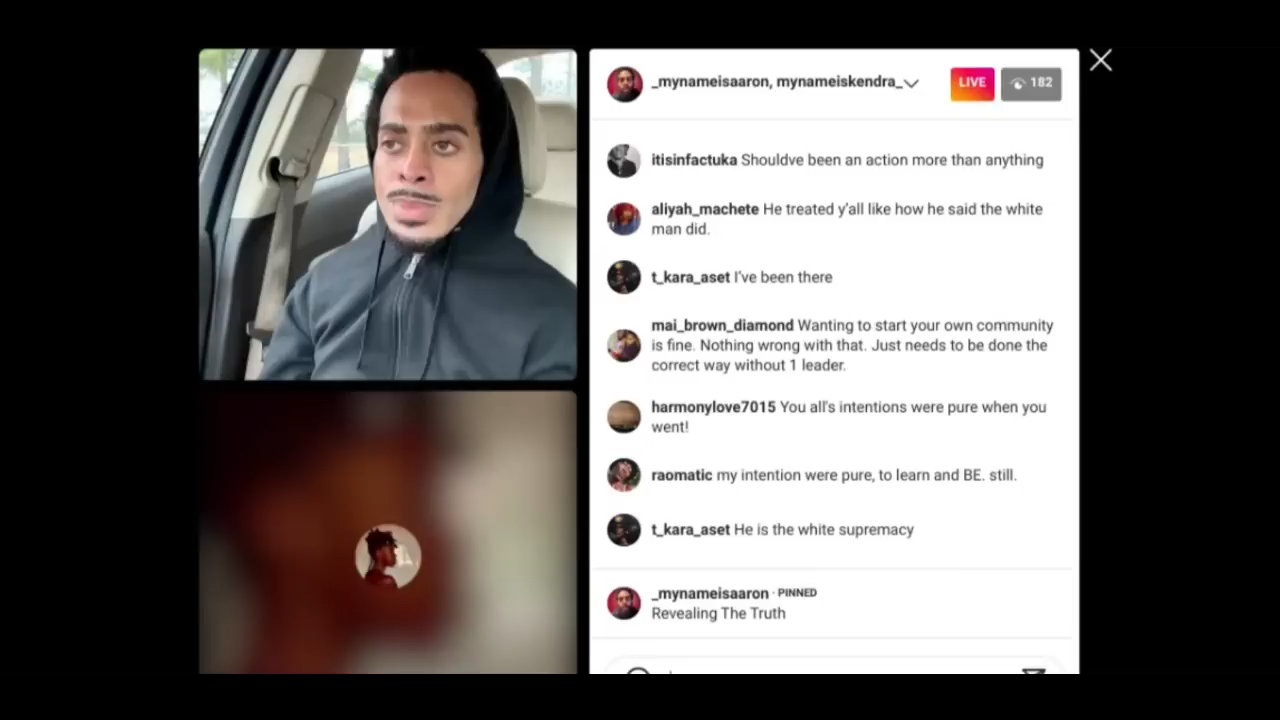 _mynameisaaron, mynameiskendra_
LIVE
182
itisinfactuka Shouldve been an action more than anything
aliyah_machete He treated y'all like how he said the white
man did.
t_kara_aset I've been there
mai_brown_diamond Wanting to start your own community
is fine. Nothing wrong with that. Just needs to be done the
correct way without 1 leader.
harmonylove7015 You all's intentions were pure when you
went!
raomatic my intention were pure, to learn and BE. still.
t_kara_aset He is the white supremacy
_mynameisaaron · PINNED
Revealing The Truth